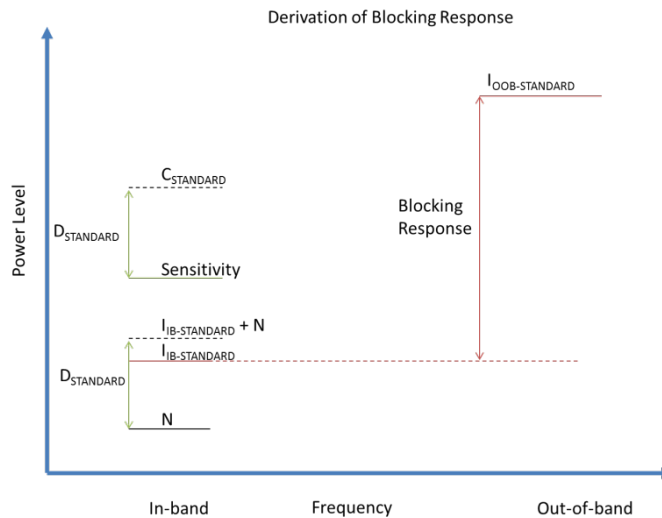 Derivation of Blocking Response
I_OOB-STANDARD
C_STANDARD
D_STANDARD
Blocking
Response
Power Level
Sensitivity
I_IB-STANDARD + N
I_IB-STANDARD
D_STANDARD
N
In-band
Frequency
Out-of-band